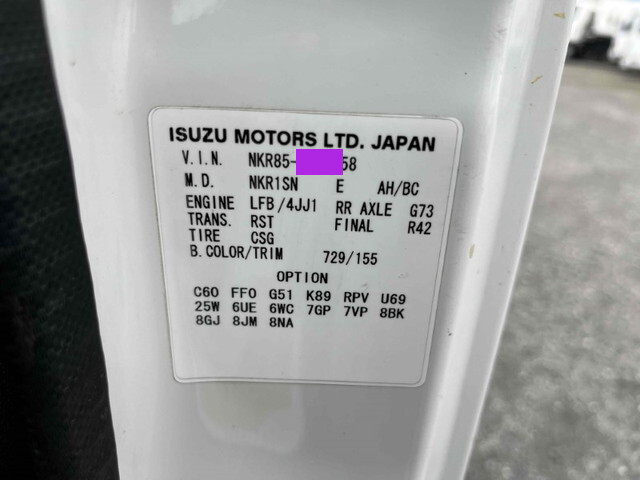 ISUZU MOTORS LTD. JAPAN
V.I.N. NKR85- 58
M.D. NKR1SN E AH/BC
ENGINE LFB/4JJ1 RR AXLE G73
TRANS. RST FINAL R42
TIRE CSG
B.COLOR/TRIM 729/155
OPTION
C60 FF0 G51 K89 RPV U69
25W 6UE 6WC 7GP 7VP 8BK
8GJ 8JM 8NA